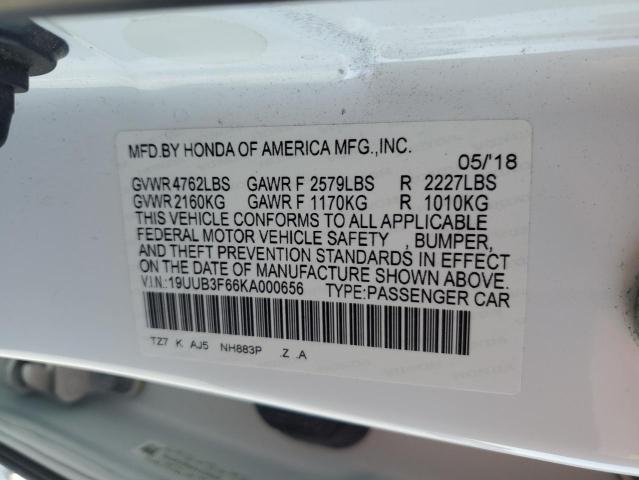 MFD.BY HONDA OF AMERICA MFG.,INC. 05/'18
GVWR 4762LBS GAWR F 2579LBS R 2227LBS
GVWR 2160KG GAWR F 1170KG R 1010KG
THIS VEHICLE CONFORMS TO ALL APPLICABLE
FEDERAL MOTOR VEHICLE SAFETY , BUMPER,
AND THEFT PREVENTION STANDARDS IN EFFECT
ON THE DATE OF MANUFACTURE SHOWN ABOVE.
V.I.N.:19UUB3F66KA000656 TYPE:PASSENGER CAR
TZ7 K AJ5 NH883P .Z .A